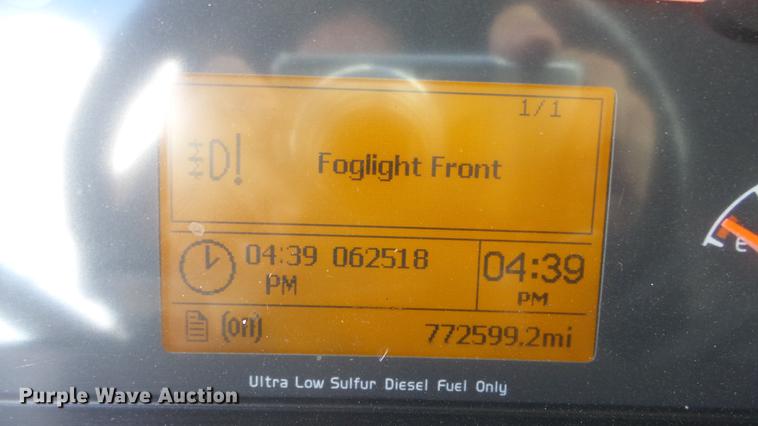 1/1
D!
Foglight Front
04:39 062518
PM
04:39
PM
(on)
772599.2mi
Ultra Low Sulfur Diesel Fuel Only
e
Purple Wave Auction